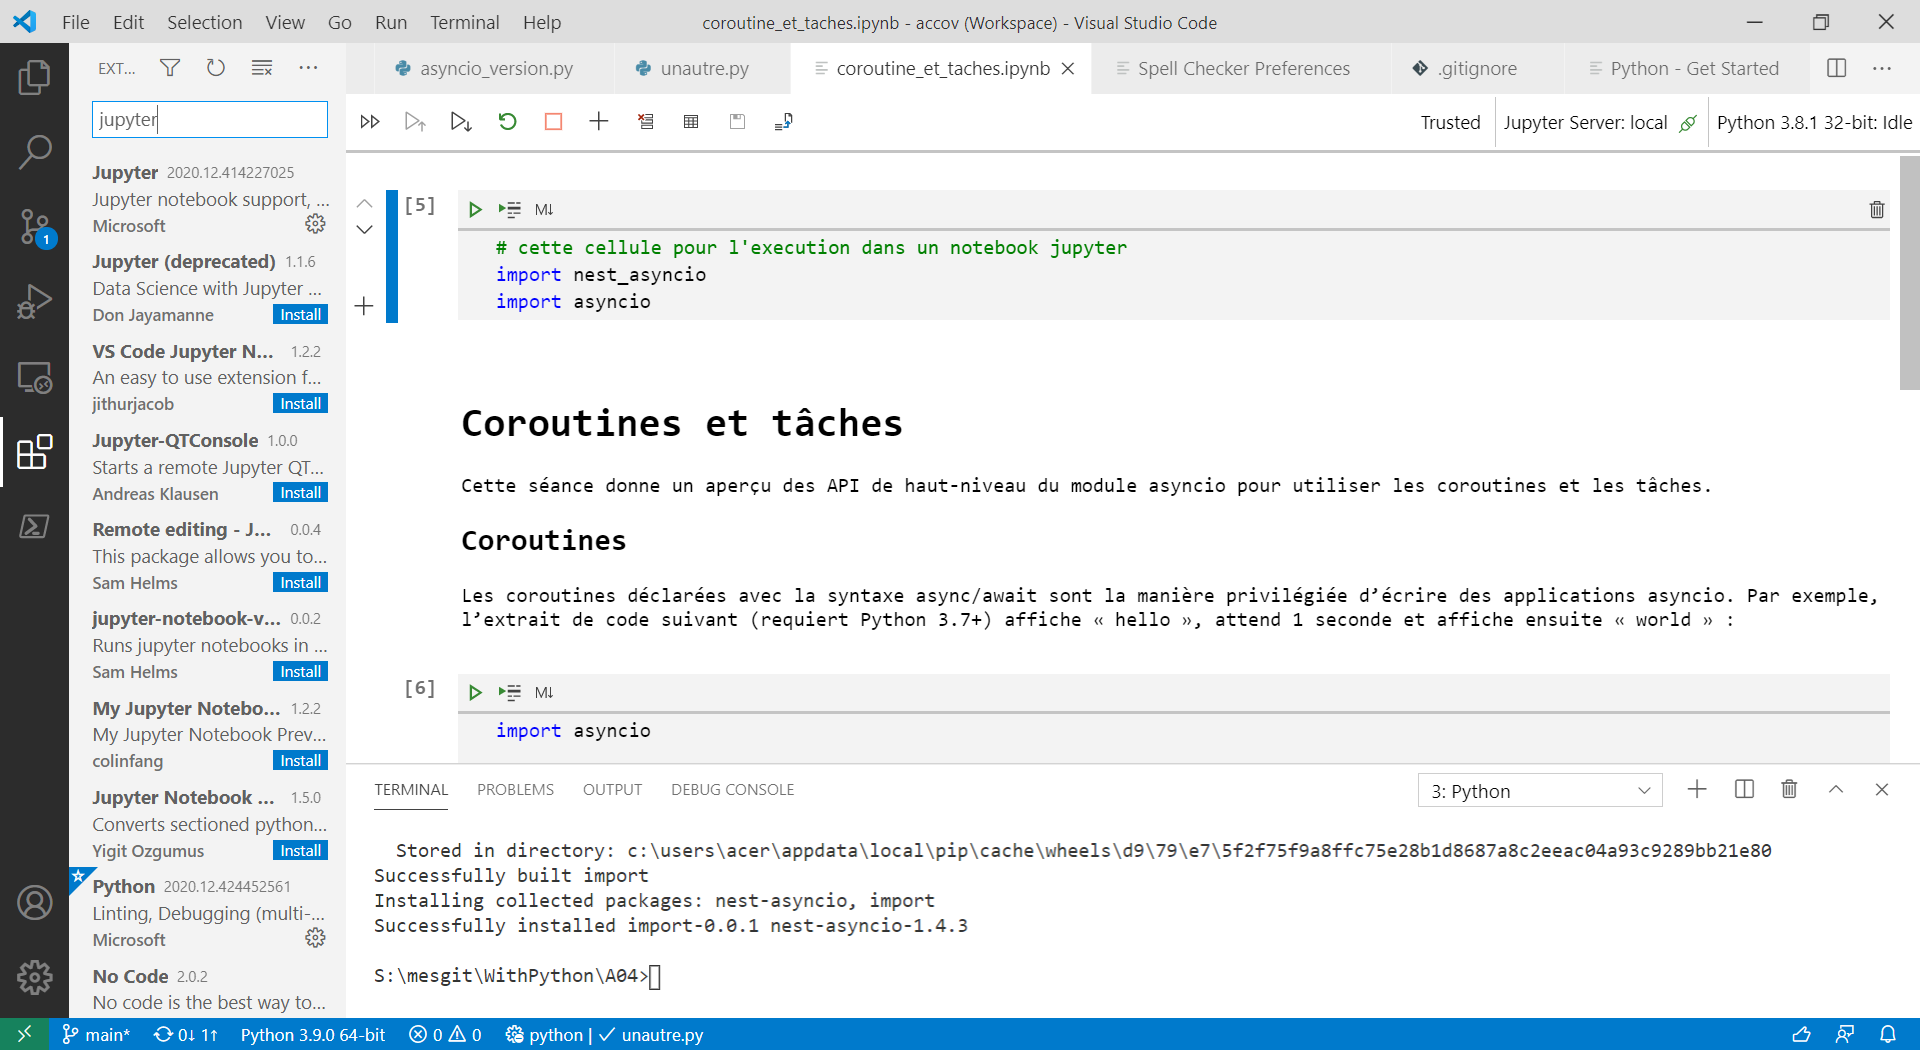 File Edit Selection View Go Run Terminal Help
coroutine_et_taches.ipynb - accov (Workspace) - Visual Studio Code
EXT...
jupyter
Jupyter 2020.12.414227025
Jupyter notebook support, ...
Microsoft
Jupyter (deprecated) 1.1.6
Data Science with Jupyter ...
Don Jayamanne Install
VS Code Jupyter N... 1.2.2
An easy to use extension f...
jithurjacob Install
Jupyter-QTConsole 1.0.0
Starts a remote Jupyter QT...
Andreas Klausen Install
Remote editing - J... 0.0.4
This package allows you to...
Sam Helms Install
jupyter-notebook-v... 0.0.2
Runs jupyter notebooks in ...
Sam Helms Install
My Jupyter Notebo... 1.2.2
My Jupyter Notebook Prev...
colinfang Install
Jupyter Notebook ... 1.5.0
Converts sectioned python...
Yigit Ozgumus Install
Python 2020.12.424452561
Linting, Debugging (multi-...
Microsoft
No Code 2.0.2
No code is the best way to...
1
asyncio_version.py unautre.py coroutine_et_taches.ipynb Spell Checker Preferences .gitignore Python - Get Started
Trusted Jupyter Server: local Python 3.8.1 32-bit: Idle
[5]
M↓
# cette cellule pour l'execution dans un notebook jupyter
import nest_asyncio
import asyncio
Coroutines et tâches
Cette séance donne un aperçu des API de haut-niveau du module asyncio pour utiliser les coroutines et les tâches.
Coroutines
Les coroutines déclarées avec la syntaxe async/await sont la manière privilégiée d’écrire des applications asyncio. Par exemple,
l’extrait de code suivant (requiert Python 3.7+) affiche « hello », attend 1 seconde et affiche ensuite « world » :
[6]
M↓
import asyncio
TERMINAL PROBLEMS OUTPUT DEBUG CONSOLE 3: Python
Stored in directory: c:\users\acer\appdata\local\pip\cache\wheels\d9\79\e7\5f2f75f9a8ffc75e28b1d8687a8c2eeac04a93c9289bb21e80
Successfully built import
Installing collected packages: nest-asyncio, import
Successfully installed import-0.0.1 nest-asyncio-1.4.3
S:\mesgit\WithPython\A04>
main* 0↓ 1↑ Python 3.9.0 64-bit 0 0 python | ✓ unautre.py